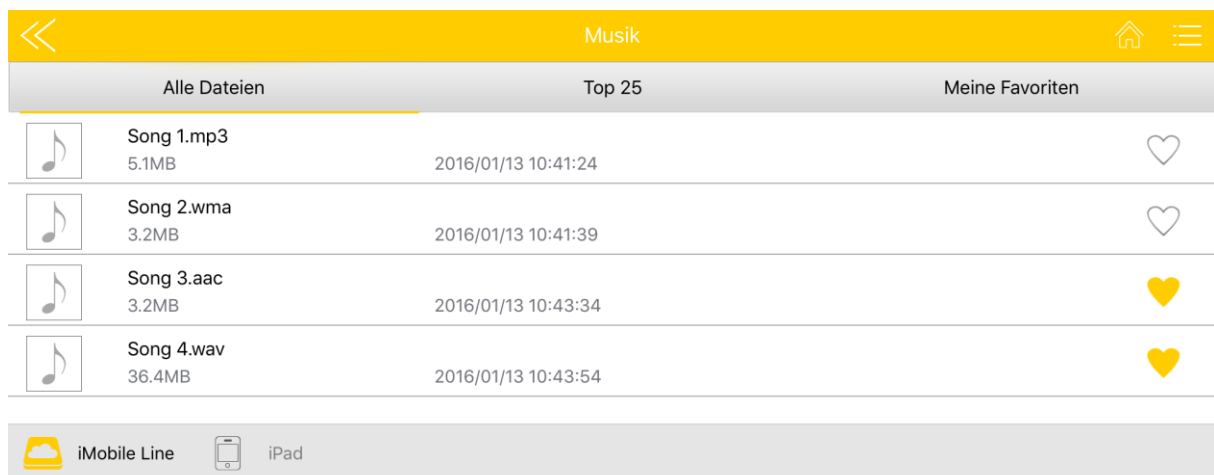 Musik
Alle Dateien Top 25 Meine Favoriten
Song 1.mp3
5.1MB 2016/01/13 10:41:24
Song 2.wma
3.2MB 2016/01/13 10:41:39
Song 3.aac
3.2MB 2016/01/13 10:43:34
Song 4.wav
36.4MB 2016/01/13 10:43:54
iMobile Line iPad